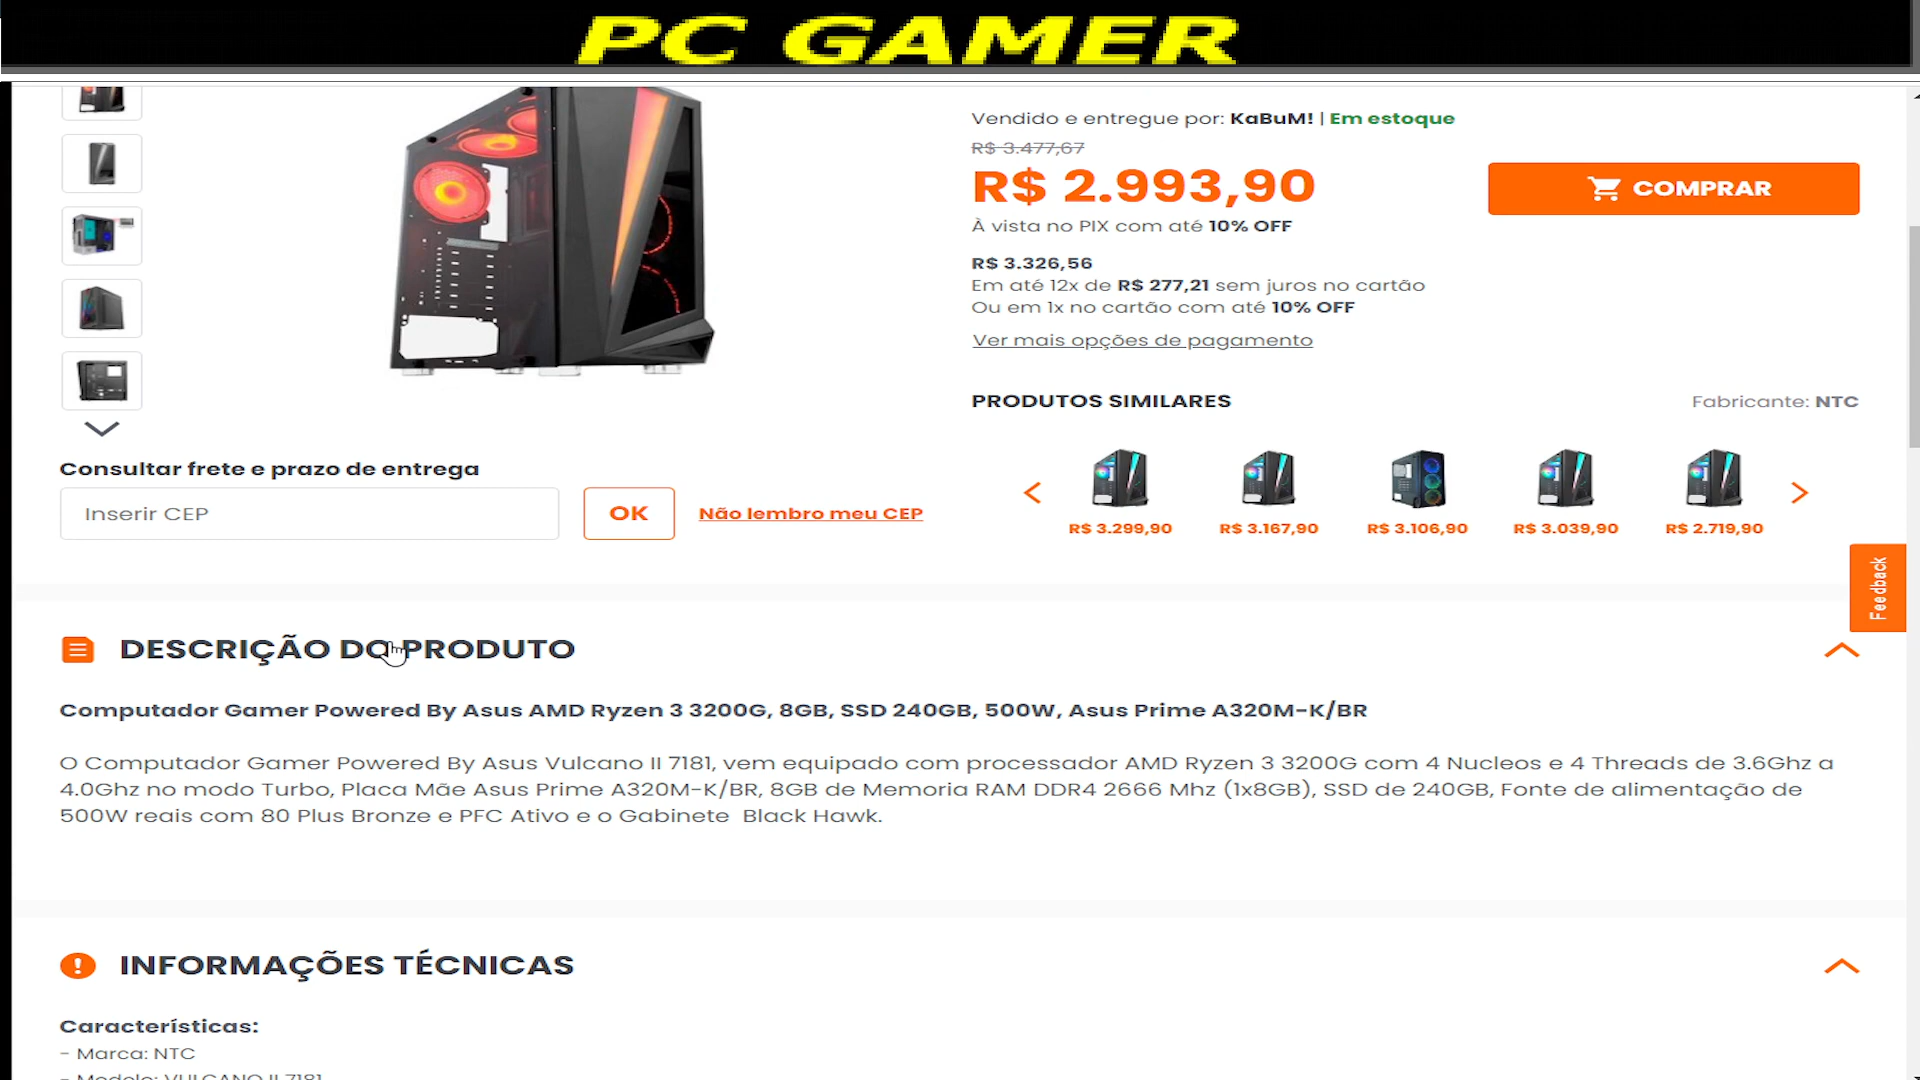 PC GAMER
Vendido e entregue por: KaBuM! | Em estoque
R$ 3.477,67
R$ 2.993,90
COMPRAR
À vista no PIX com até 10% OFF
R$ 3.326,56
Em até 12x de R$ 277,21 sem juros no cartão
Ou em 1x no cartão com até 10% OFF
Ver mais opções de pagamento
PRODUTOS SIMILARES
Fabricante: NTC
R$ 3.299,90
R$ 3.167,90
R$ 3.106,90
R$ 3.039,90
R$ 2.719,90
Consultar frete e prazo de entrega
Inserir CEP
OK
Não lembro meu CEP
Feedback
DESCRIÇÃO DO PRODUTO
Computador Gamer Powered By Asus AMD Ryzen 3 3200G, 8GB, SSD 240GB, 500W, Asus Prime A320M-K/BR
O Computador Gamer Powered By Asus Vulcano II 7181, vem equipado com processador AMD Ryzen 3 3200G com 4 Nucleos e 4 Threads de 3.6Ghz a
4.0Ghz no modo Turbo, Placa Mãe Asus Prime A320M-K/BR, 8GB de Memoria RAM DDR4 2666 Mhz (1x8GB), SSD de 240GB, Fonte de alimentação de
500W reais com 80 Plus Bronze e PFC Ativo e o Gabinete  Black Hawk.
INFORMAÇÕES TÉCNICAS
Características:
- Marca: NTC
- Modelo: VULCANO II 7181